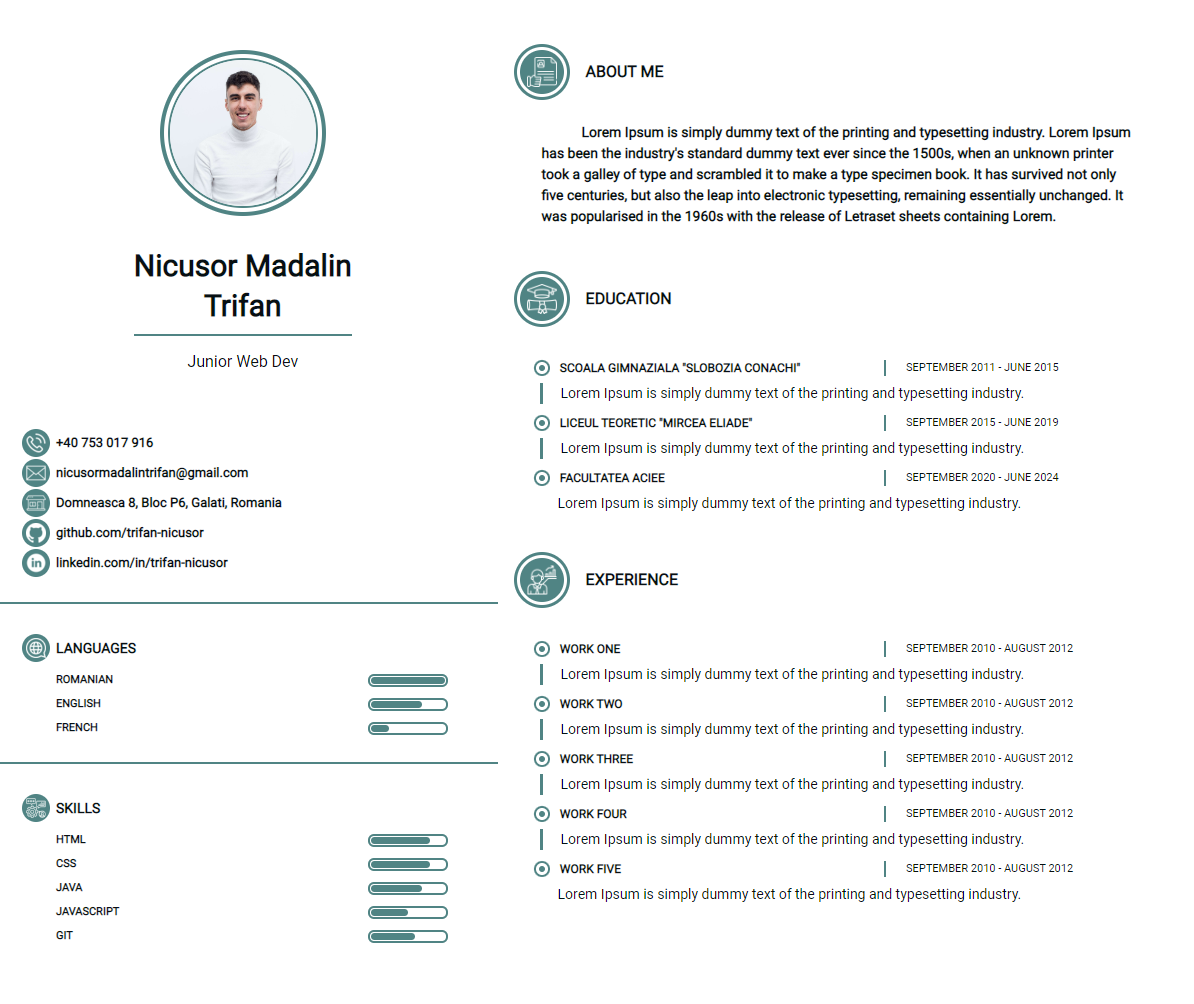 Nicusor Madalin
Trifan
Junior Web Dev
+40 753 017 916
nicusormadalintrifan@gmail.com
Domneasca 8, Bloc P6, Galati, Romania
github.com/trifan-nicusor
linkedin.com/in/trifan-nicusor
LANGUAGES
ROMANIAN
ENGLISH
FRENCH
SKILLS
HTML
CSS
JAVA
JAVASCRIPT
GIT
ABOUT ME
Lorem Ipsum is simply dummy text of the printing and typesetting industry. Lorem Ipsum
has been the industry's standard dummy text ever since the 1500s, when an unknown printer
took a galley of type and scrambled it to make a type specimen book. It has survived not only
five centuries, but also the leap into electronic typesetting, remaining essentially unchanged. It
was popularised in the 1960s with the release of Letraset sheets containing Lorem.
EDUCATION
SCOALA GIMNAZIALA "SLOBOZIA CONACHI" SEPTEMBER 2011 - JUNE 2015
Lorem Ipsum is simply dummy text of the printing and typesetting industry.
LICEUL TEORETIC "MIRCEA ELIADE" SEPTEMBER 2015 - JUNE 2019
Lorem Ipsum is simply dummy text of the printing and typesetting industry.
FACULTATEA ACIEE SEPTEMBER 2020 - JUNE 2024
Lorem Ipsum is simply dummy text of the printing and typesetting industry.
EXPERIENCE
WORK ONE SEPTEMBER 2010 - AUGUST 2012
Lorem Ipsum is simply dummy text of the printing and typesetting industry.
WORK TWO SEPTEMBER 2010 - AUGUST 2012
Lorem Ipsum is simply dummy text of the printing and typesetting industry.
WORK THREE SEPTEMBER 2010 - AUGUST 2012
Lorem Ipsum is simply dummy text of the printing and typesetting industry.
WORK FOUR SEPTEMBER 2010 - AUGUST 2012
Lorem Ipsum is simply dummy text of the printing and typesetting industry.
WORK FIVE SEPTEMBER 2010 - AUGUST 2012
Lorem Ipsum is simply dummy text of the printing and typesetting industry.